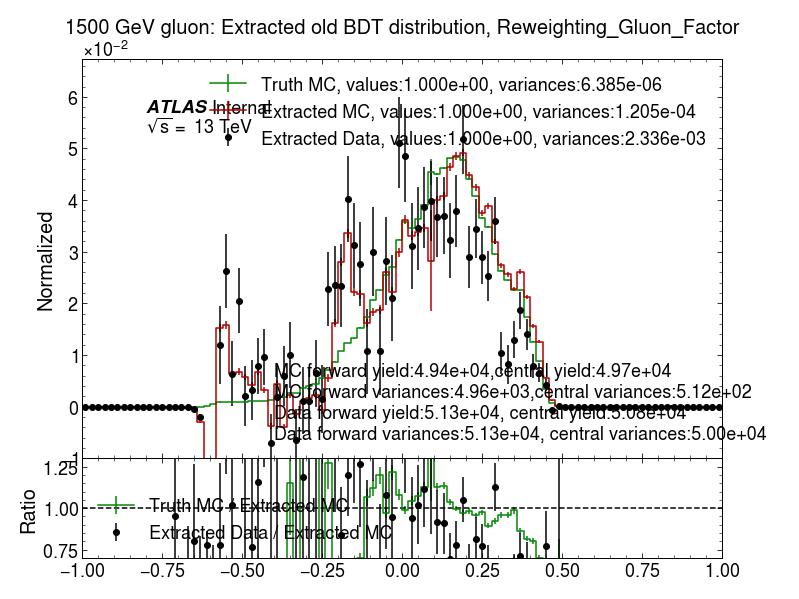 1500 GeV gluon: Extracted old BDT distribution, Reweighting_Gluon_Factor
×10⁻²
Truth MC, values:1.000e+00, variances:6.385e-06
ATLAS Internal
Extracted MC, values:1.000e+00, variances:1.205e-04
√s = 13 TeV
Extracted Data, values:1.000e+00, variances:2.336e-03
6
5
4
3
2
1
0
Normalized
MC forward yield:4.94e+04,central yield:4.97e+04
MC forward variances:4.96e+03,central variances:5.12e+02
Data forward yield:5.13e+04, central yield:5.08e+04
Data forward variances:5.13e+04, central variances:5.00e+04
1.25
1.00
0.75
Ratio
Truth MC / Extracted MC
Extracted Data / Extracted MC
−1.00 −0.75 −0.50 −0.25 0.00 0.25 0.50 0.75 1.00